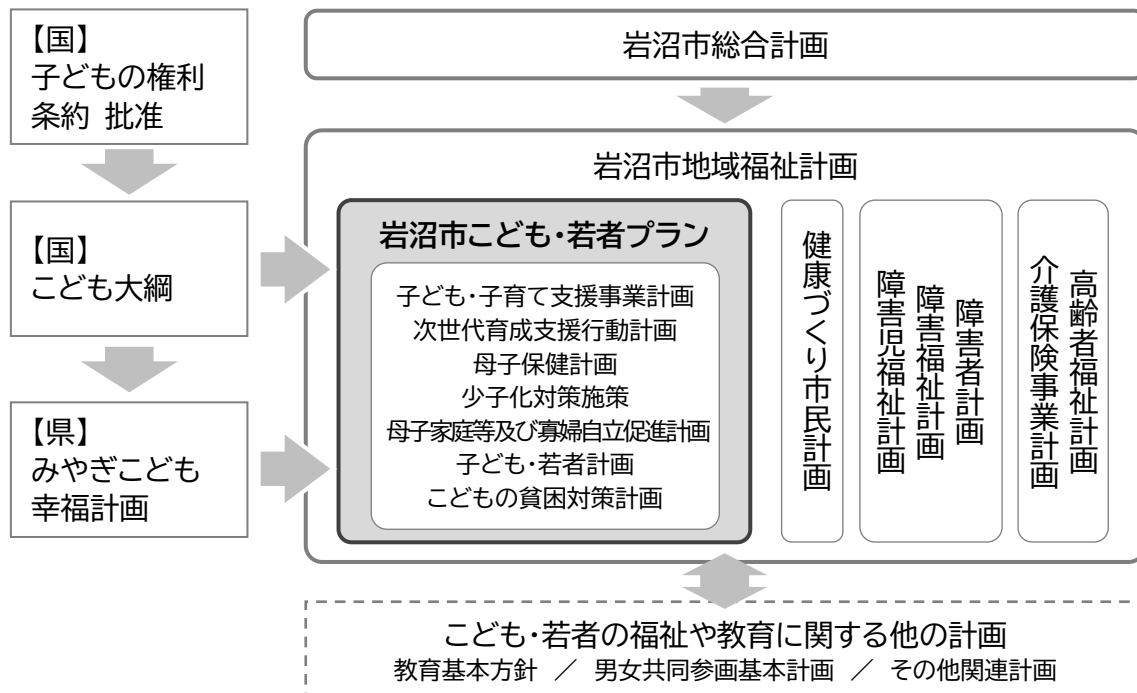 【国】
子どもの権利
条約 批准
【国】
こども大綱
【県】
みやぎこども
幸福計画
岩沼市総合計画
岩沼市地域福祉計画
岩沼市こども・若者プラン
子ども・子育て支援事業計画
次世代育成支援行動計画
母子保健計画
少子化対策施策
母子家庭等及び寡婦自立促進計画
子ども・若者計画
こどもの貧困対策計画
健康づくり市民計画
障害者計画
障害福祉計画
障害児福祉計画
高齢者福祉計画
介護保険事業計画
こども・若者の福祉や教育に関する他の計画
教育基本方針 ／ 男女共同参画基本計画 ／ その他関連計画